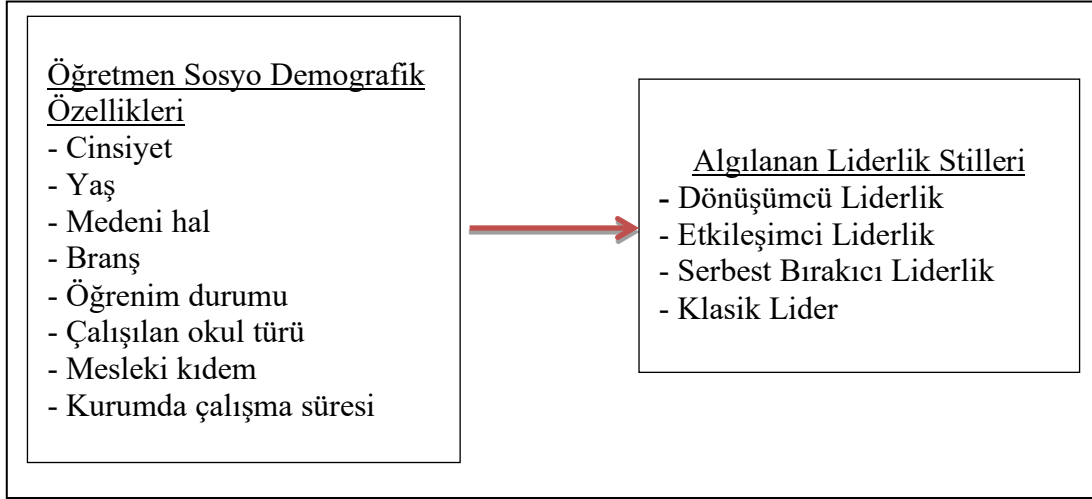 Öğretmen Sosyo Demografik
Özellikleri
- Cinsiyet
- Yaş
- Medeni hal
- Branş
- Öğrenim durumu
- Çalışılan okul türü
- Mesleki kıdem
- Kurumda çalışma süresi
Algılanan Liderlik Stilleri
- Dönüşümcü Liderlik
- Etkileşimci Liderlik
- Serbest Bırakıcı Liderlik
- Klasik Lider